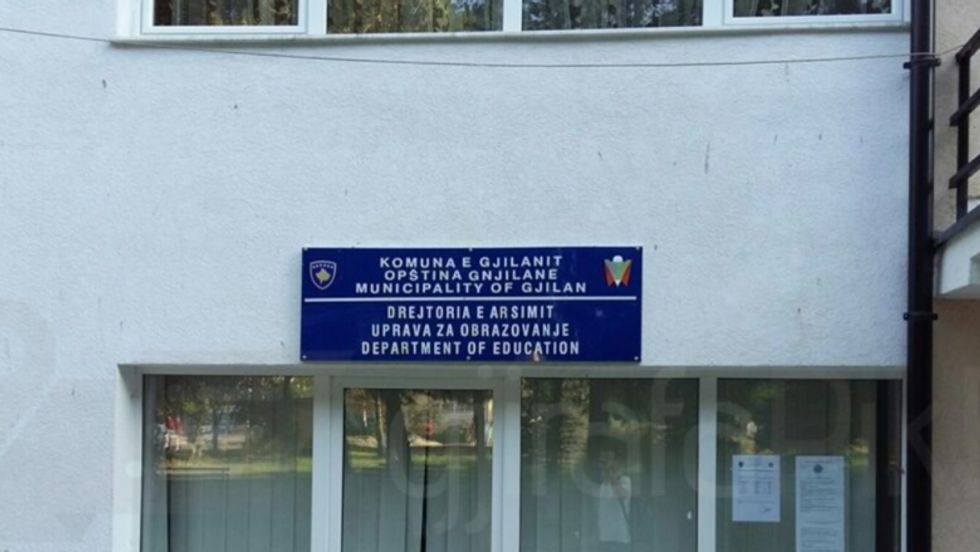 KOMUNA E GJILANIT
OPŠTINA GNJILANE
MUNICIPALITY OF GJILAN
DREJTORIA E ARSIMIT
UPRAVA ZA OBRAZOVANJE
DEPARTMENT OF EDUCATION